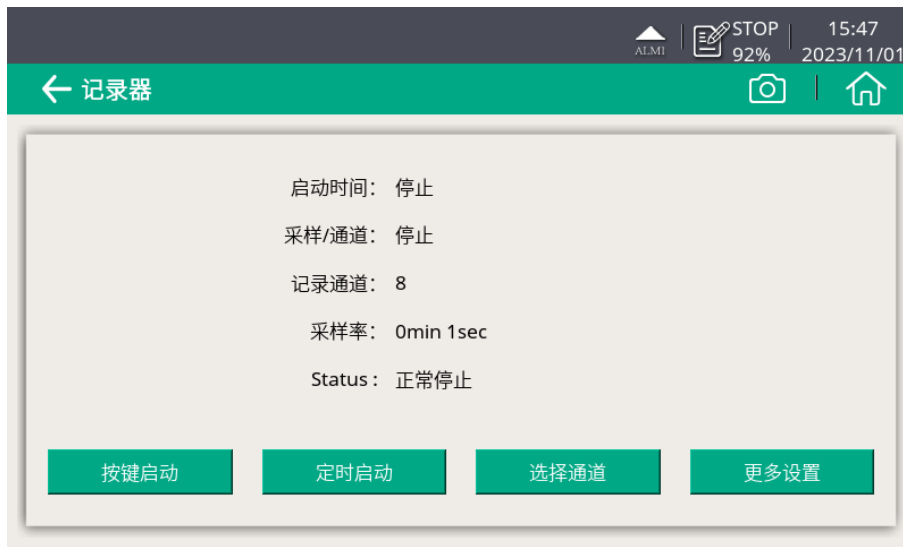 ALMI
STOP 15:47
92% 2023/11/01
记录器
启动时间： 停止
采样/通道： 停止
记录通道： 8
采样率： 0min 1sec
Status： 正常停止
按键启动 定时启动 选择通道 更多设置